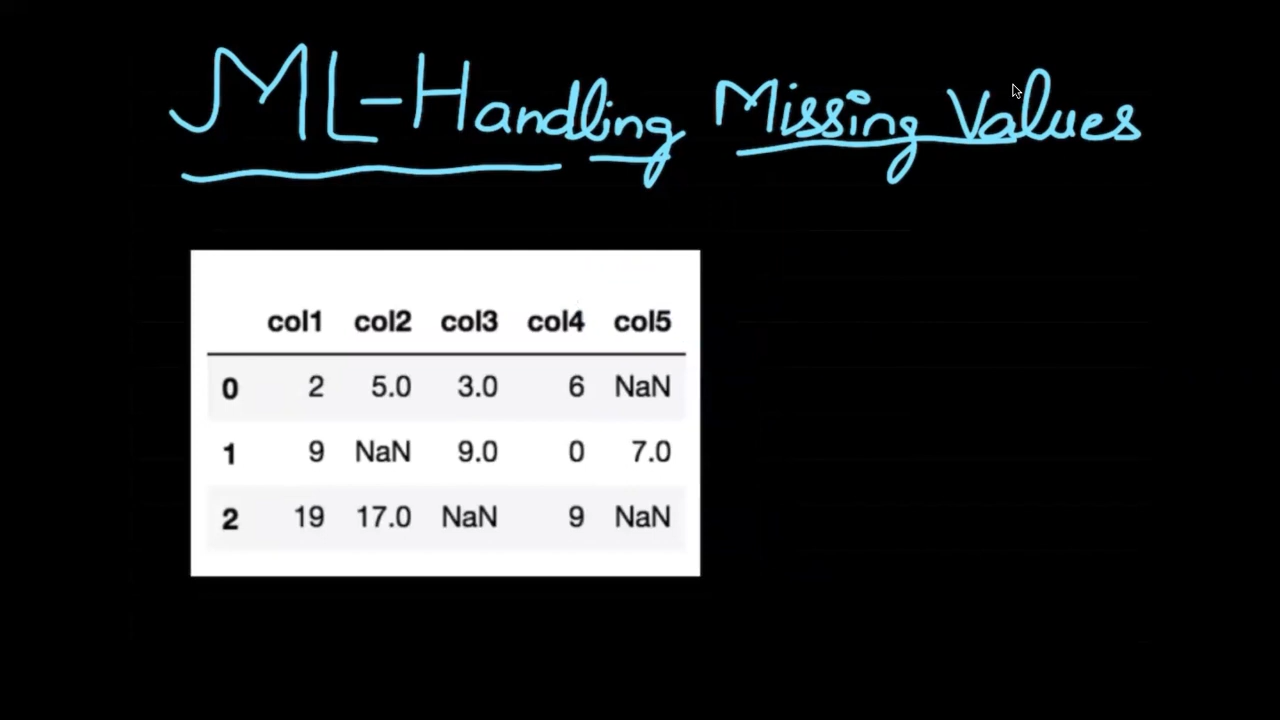 ML-Handling Missing Values
col1 col2 col3 col4 col5
0 2 5.0 3.0 6 NaN
1 9 NaN 9.0 0 7.0
2 19 17.0 NaN 9 NaN